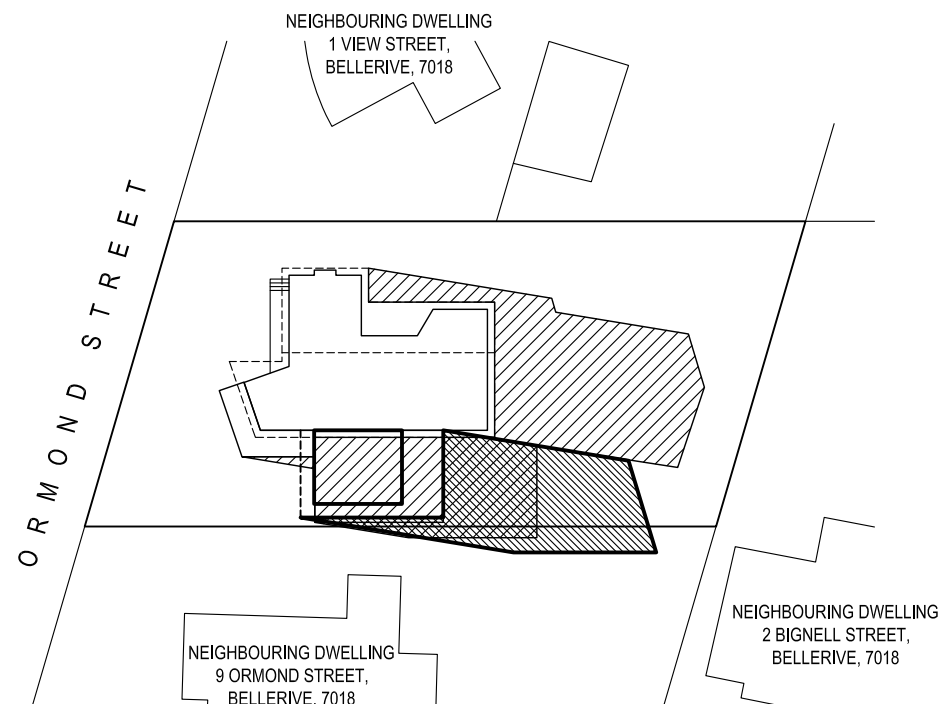 NEIGHBOURING DWELLING
1 VIEW STREET,
BELLERIVE, 7018
ORMOND STREET
NEIGHBOURING DWELLING
2 BIGNELL STREET,
BELLERIVE, 7018
NEIGHBOURING DWELLING
9 ORMOND STREET,
BELLERIVE, 7018